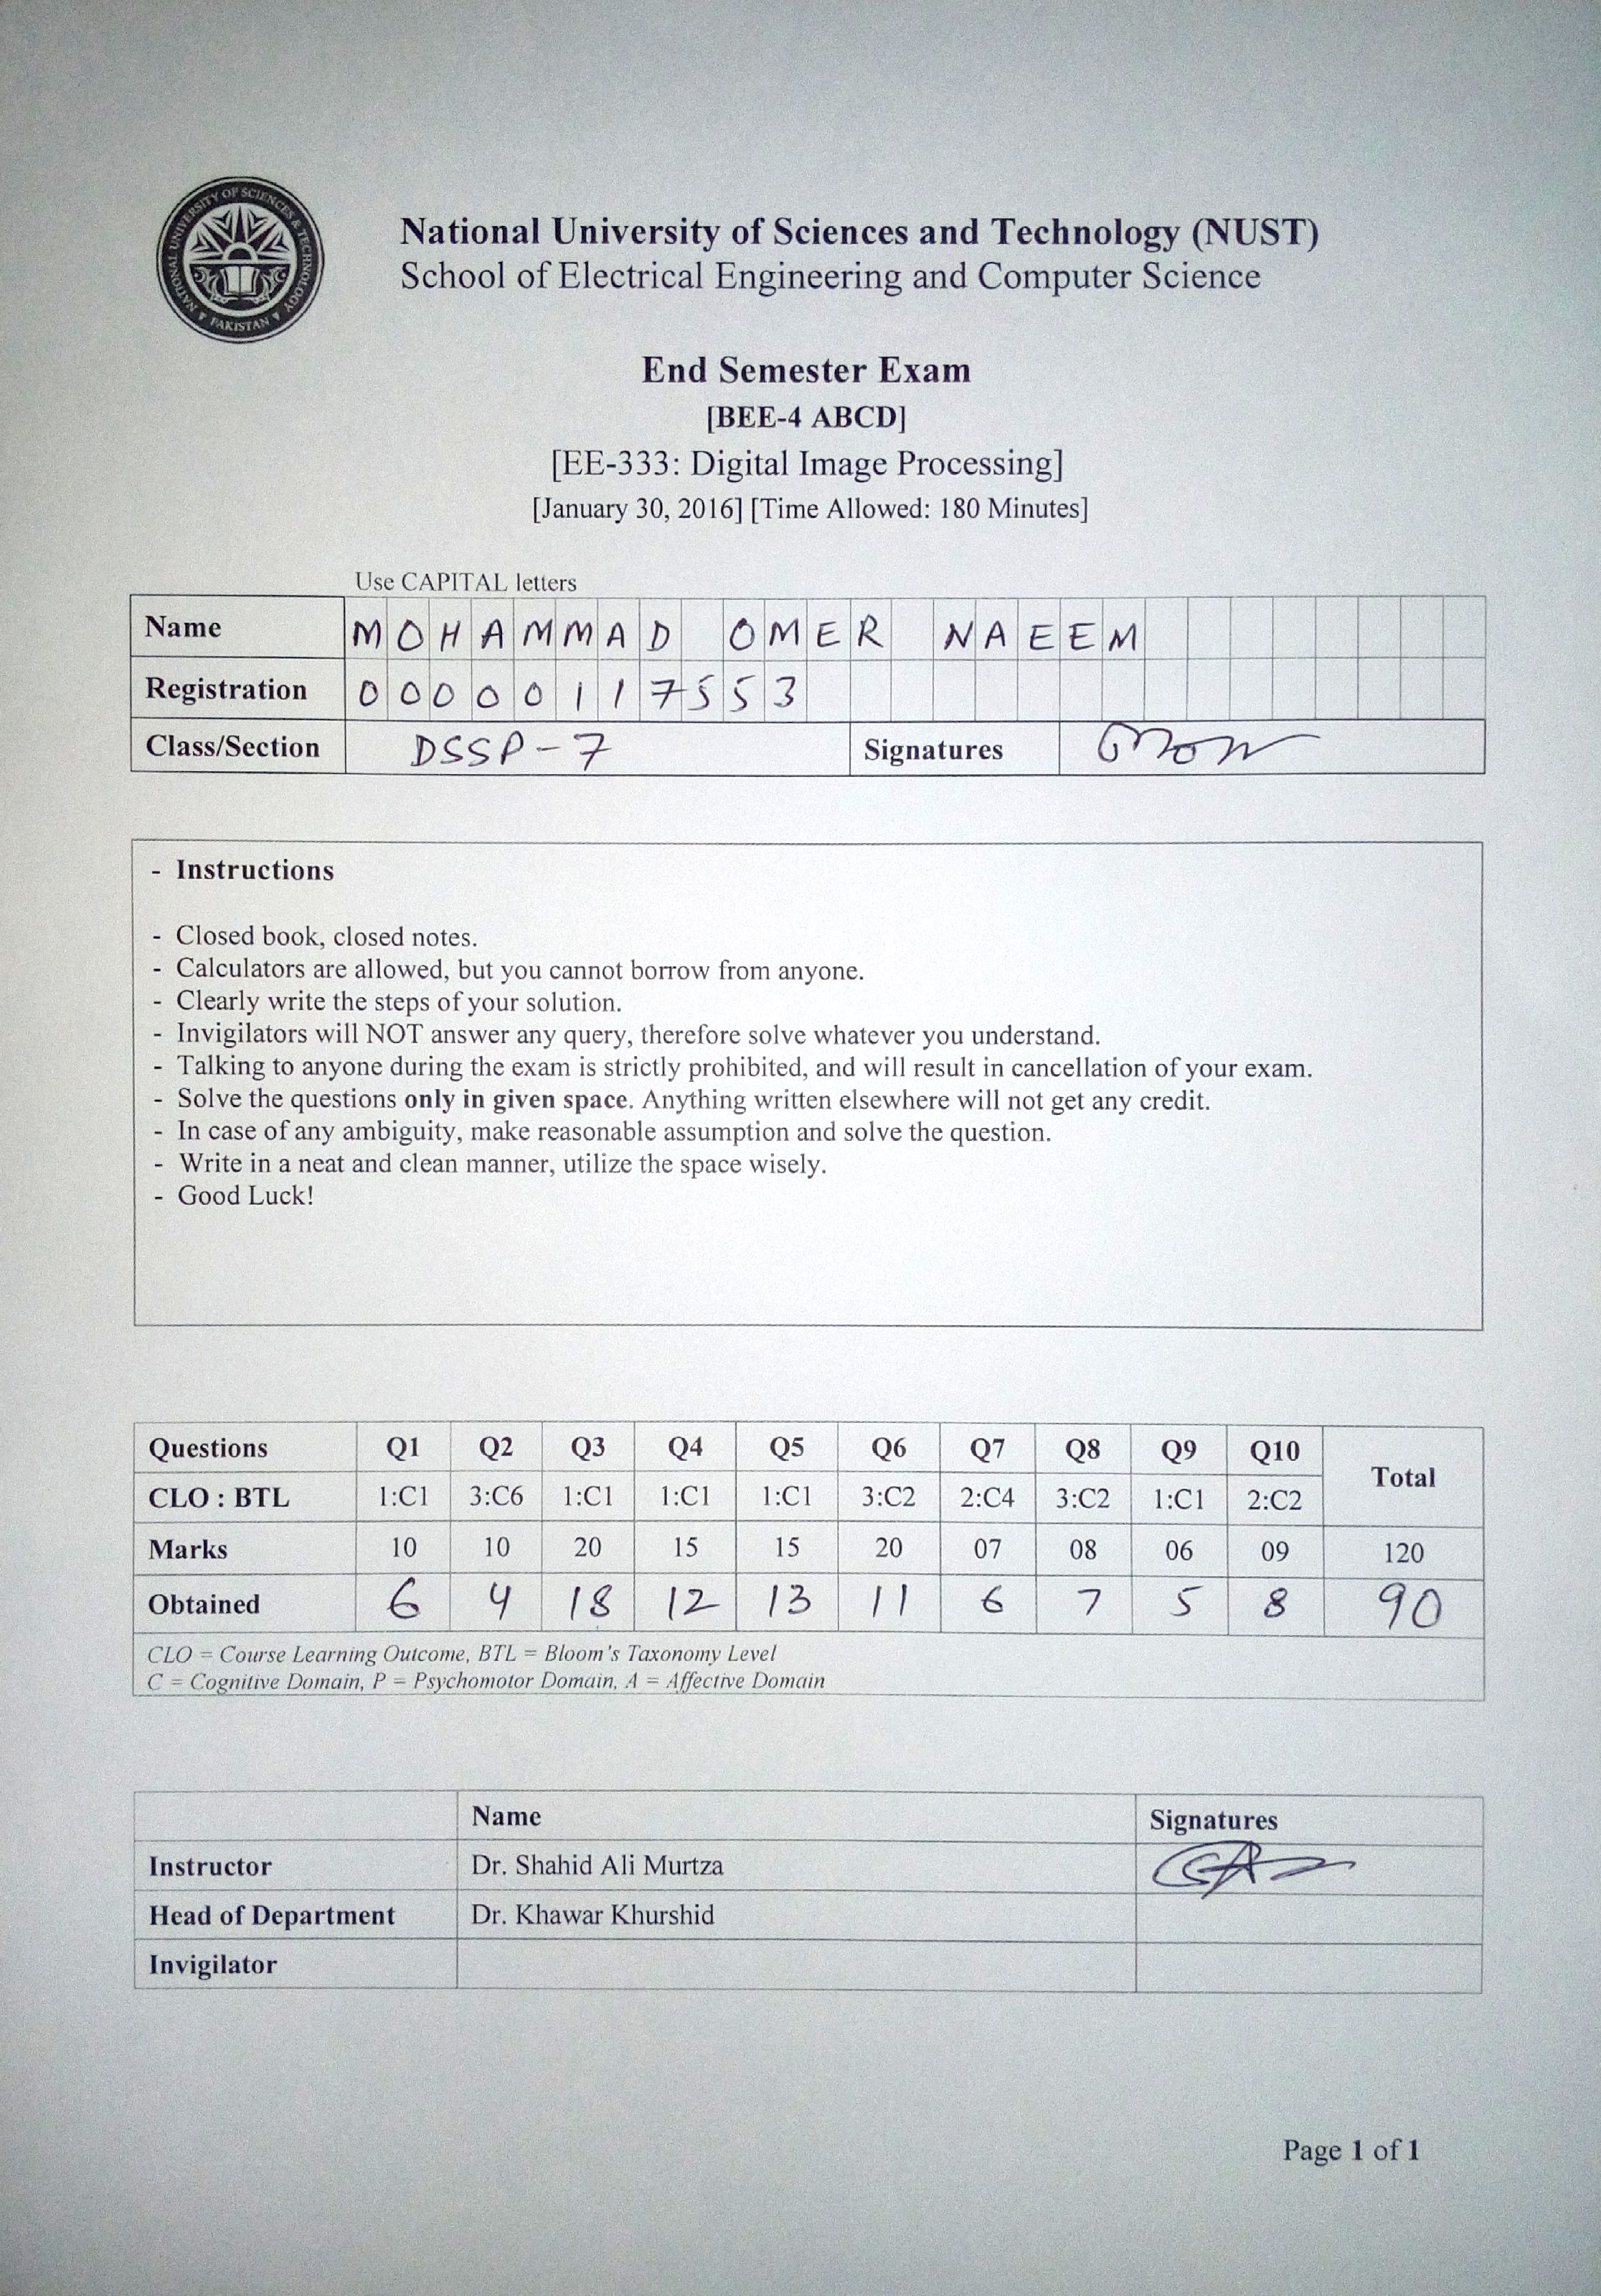 NATIONAL UNIVERSITY OF SCIENCES & TECHNOLOGY
PAKISTAN
National University of Sciences and Technology (NUST)
School of Electrical Engineering and Computer Science
End Semester Exam
[BEE-4 ABCD]
[EE-333: Digital Image Processing]
[January 30, 2016] [Time Allowed: 180 Minutes]
Use CAPITAL letters
Name MOHAMMAD OMER NAEEM
Registration 00000117553
Class/Section DSSP-7 Signatures
- Instructions
- Closed book, closed notes.
- Calculators are allowed, but you cannot borrow from anyone.
- Clearly write the steps of your solution.
- Invigilators will NOT answer any query, therefore solve whatever you understand.
- Talking to anyone during the exam is strictly prohibited, and will result in cancellation of your exam.
- Solve the questions only in given space. Anything written elsewhere will not get any credit.
- In case of any ambiguity, make reasonable assumption and solve the question.
- Write in a neat and clean manner, utilize the space wisely.
- Good Luck!
Questions Q1 Q2 Q3 Q4 Q5 Q6 Q7 Q8 Q9 Q10 Total
CLO : BTL 1:C1 3:C6 1:C1 1:C1 1:C1 3:C2 2:C4 3:C2 1:C1 2:C2
Marks 10 10 20 15 15 20 07 08 06 09 120
Obtained 6 4 18 12 13 11 6 7 5 8 90
CLO = Course Learning Outcome, BTL = Bloom's Taxonomy Level
C = Cognitive Domain, P = Psychomotor Domain, A = Affective Domain
Name Signatures
Instructor Dr. Shahid Ali Murtza
Head of Department Dr. Khawar Khurshid
Invigilator
Page 1 of 1